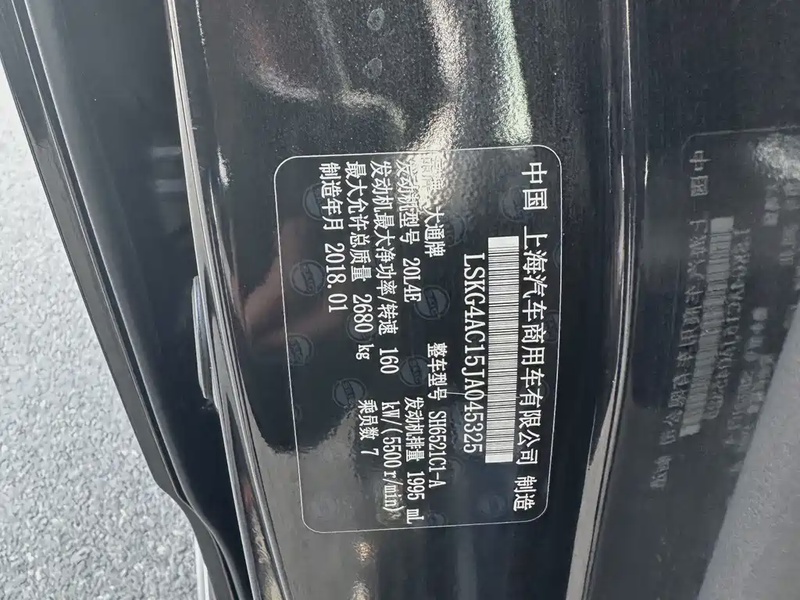 中国 上海汽车商用车有限公司 制造
LSKG4AC15JA045325
品牌 大通牌 整车型号 SH6521C1-A
发动机型号 20L4E 发动机排量 1995 mL
发动机最大净功率/转速 160 kW/(5500 r/min)
最大允许总质量 2680 kg 乘员数 7
制造年月 2018.01